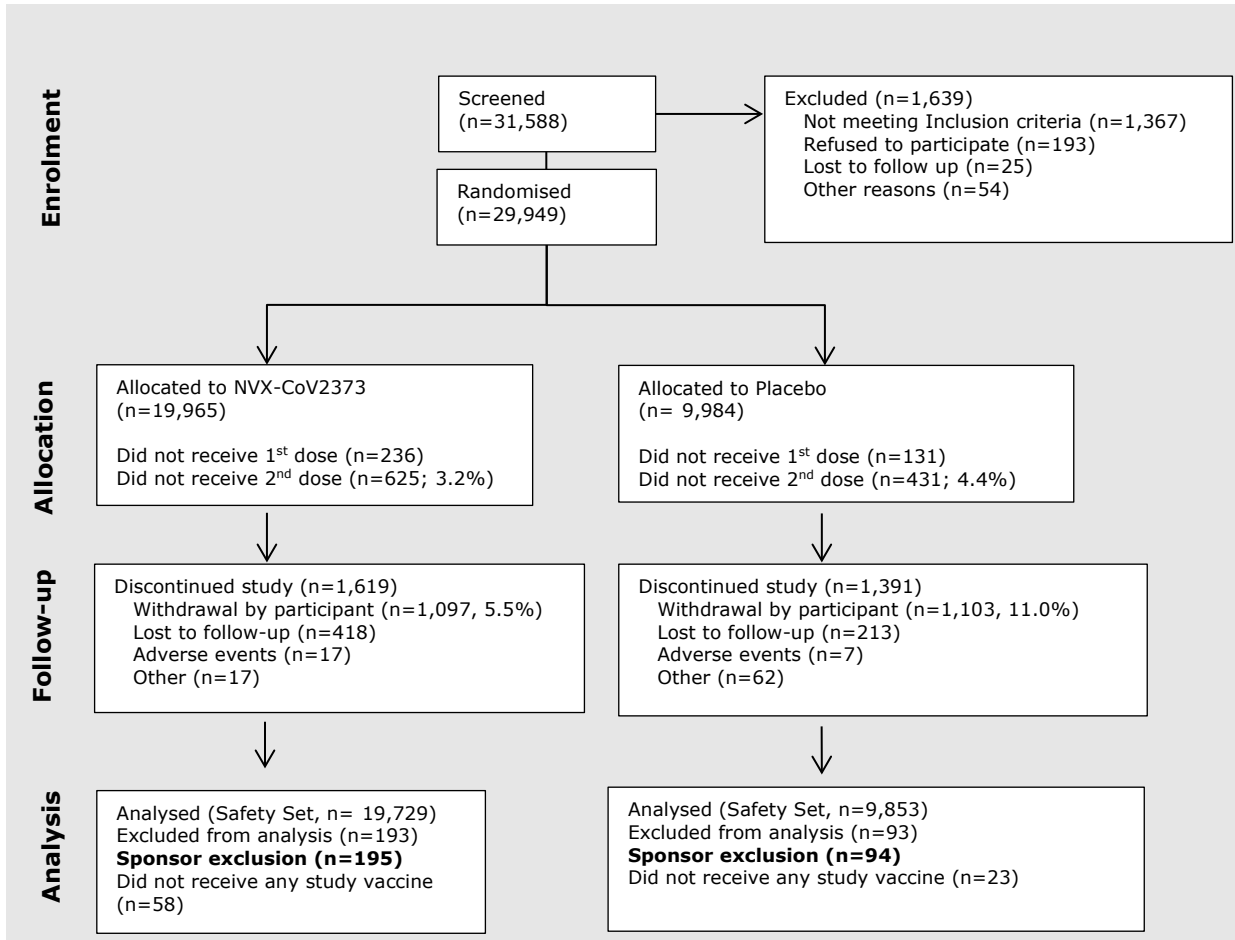 Enrolment
Screened
(n=31,588)
Excluded (n=1,639)
Not meeting Inclusion criteria (n=1,367)
Refused to participate (n=193)
Lost to follow up (n=25)
Other reasons (n=54)
Randomised
(n=29,949)
Allocation
Allocated to NVX-CoV2373
(n=19,965)
Did not receive 1st dose (n=236)
Did not receive 2nd dose (n=625; 3.2%)
Allocated to Placebo
(n= 9,984)
Did not receive 1st dose (n=131)
Did not receive 2nd dose (n=431; 4.4%)
Follow-up
Discontinued study (n=1,619)
Withdrawal by participant (n=1,097, 5.5%)
Lost to follow-up (n=418)
Adverse events (n=17)
Other (n=17)
Discontinued study (n=1,391)
Withdrawal by participant (n=1,103, 11.0%)
Lost to follow-up (n=213)
Adverse events (n=7)
Other (n=62)
Analysis
Analysed (Safety Set, n= 19,729)
Excluded from analysis (n=193)
Sponsor exclusion (n=195)
Did not receive any study vaccine
(n=58)
Analysed (Safety Set, n=9,853)
Excluded from analysis (n=93)
Sponsor exclusion (n=94)
Did not receive any study vaccine (n=23)